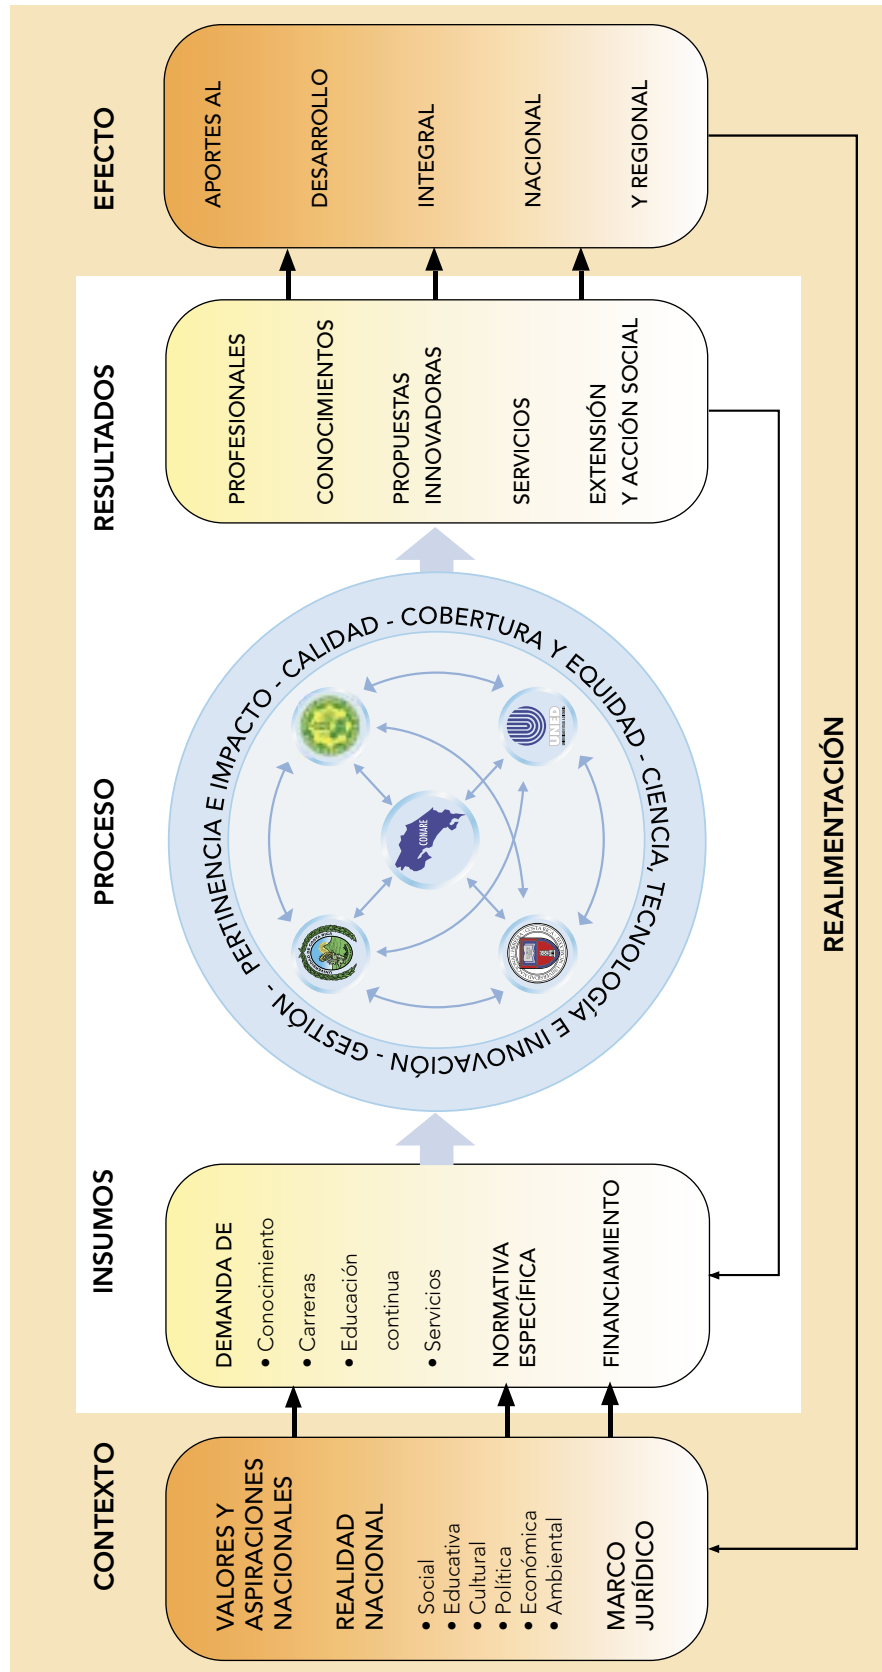 CONTEXTO
VALORES Y
ASPIRACIONES
NACIONALES
REALIDAD
NACIONAL
• Social
• Educativa
• Cultural
• Política
• Económica
• Ambiental
MARCO
JURÍDICO
INSUMOS
DEMANDA DE
• Conocimiento
• Carreras
• Educación
continua
• Servicios
NORMATIVA
ESPECÍFICA
FINANCIAMIENTO
PROCESO
PERTINENCIA E IMPACTO - CALIDAD - COBERTURA Y EQUIDAD - CIENCIA, TECNOLOGÍA E INNOVACIÓN - GESTIÓN -
CONARE
UNED
RESULTADOS
PROFESIONALES
CONOCIMIENTOS
PROPUESTAS
INNOVADORAS
SERVICIOS
EXTENSIÓN
Y ACCIÓN SOCIAL
EFECTO
APORTES AL
DESARROLLO
INTEGRAL
NACIONAL
Y REGIONAL
REALIMENTACIÓN